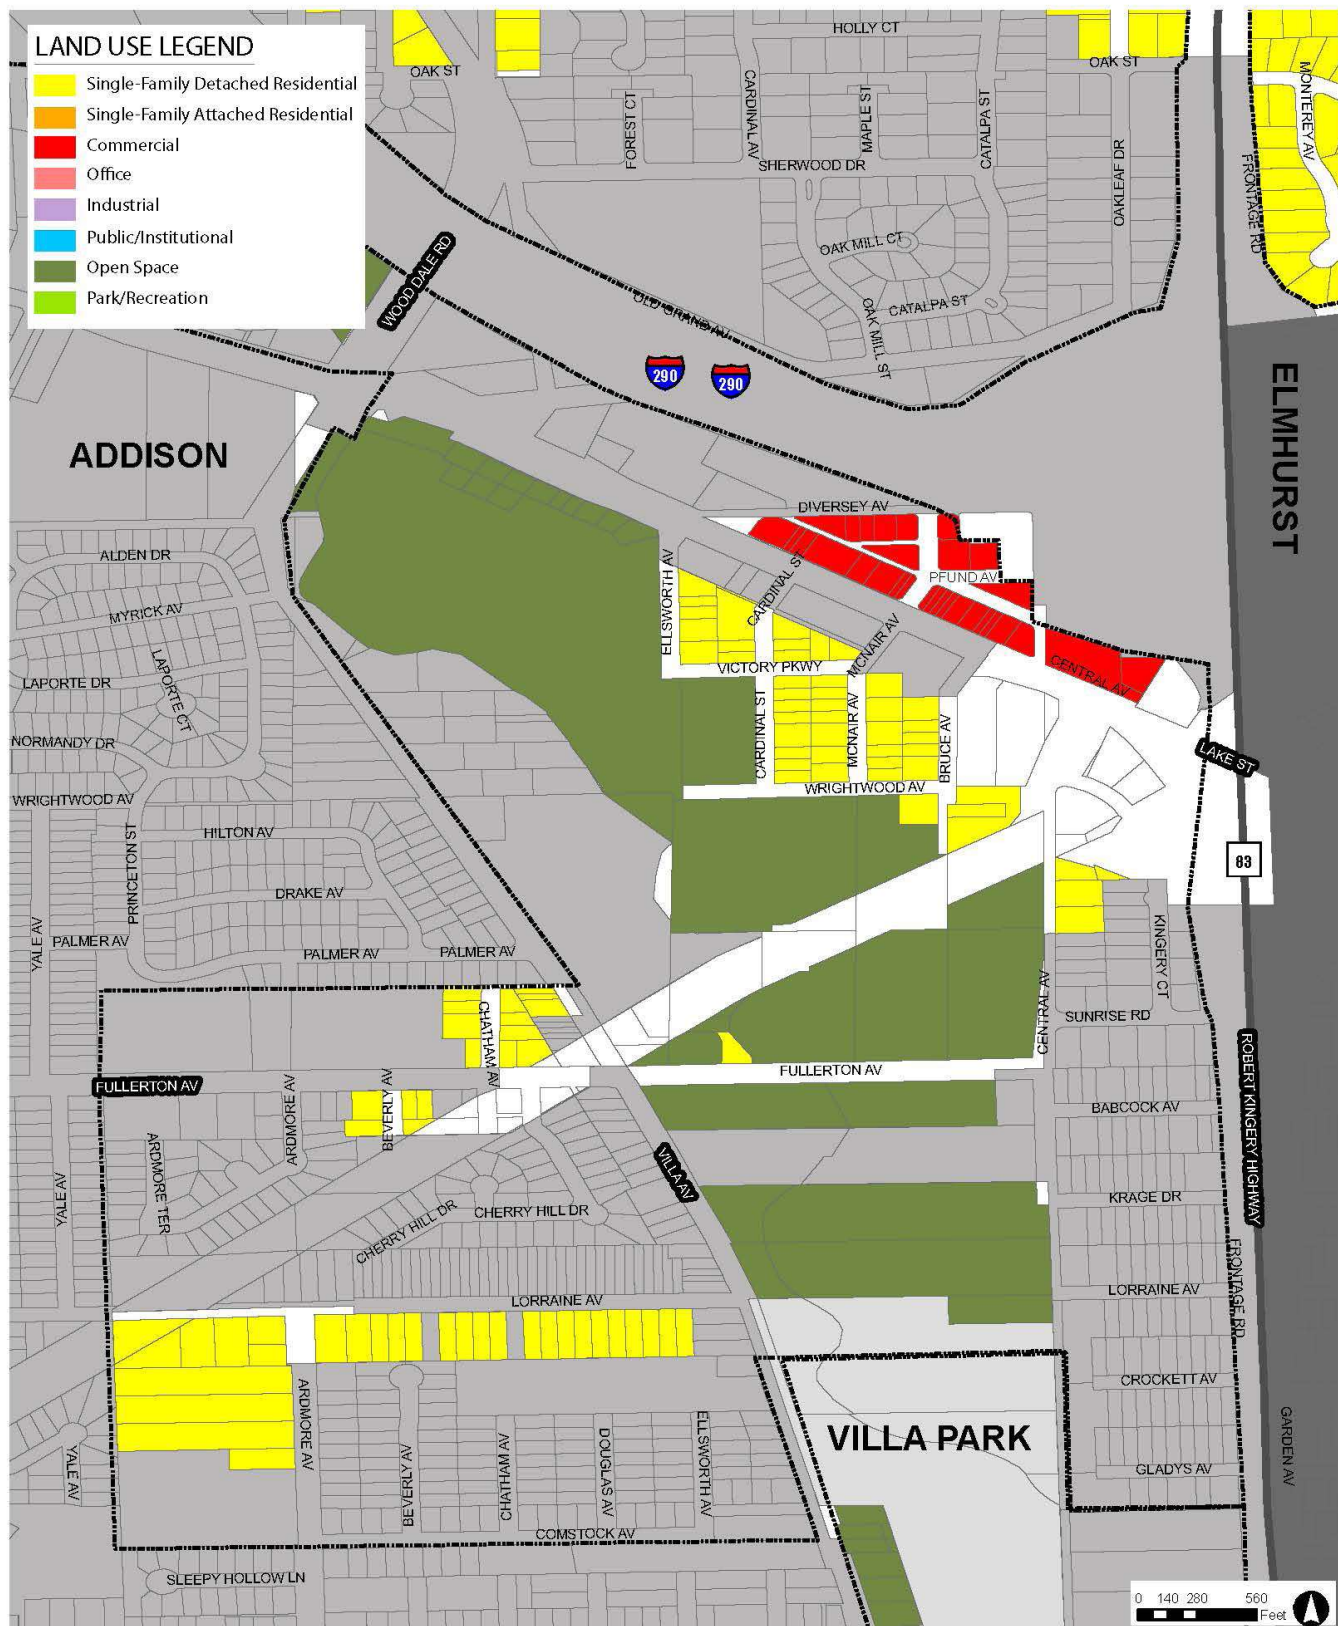 LAND USE LEGEND
Single-Family Detached Residential
Single-Family Attached Residential
Commercial
Office
Industrial
Public/Institutional
Open Space
Park/Recreation
HOLLY CT
OAK ST
OAK ST
FOREST CT
CARDINAL AV
MAPLE ST
CATALPA ST
SHERWOOD DR
OAKLEAF DR
MONTEREY AV
FRONTAGE RD
OAK MILL CT
CATALPA ST
OAK MILL ST
WOOD DALE RD
OLD GRAND AV
290
290
ADDISON
ELMHURST
DIVERSEY AV
PFUND AV
ALDEN DR
MYRICK AV
LAPORTE CT
LAPORTE DR
NORMANDY DR
ELLSWORTH AV
CARDINAL ST
MCNAIR AV
VICTORY PKWY
CENTRAL AV
CARDINAL ST
MCNAIR AV
BRUCE AV
LAKE ST
WRIGHTWOOD AV
WRIGHTWOOD AV
PRINCETON ST
HILTON AV
DRAKE AV
83
YALE AV
PALMER AV
PALMER AV
PALMER AV
KINGERY CT
CENTRAL AV
SUNRISE RD
CHATHAM AV
FULLERTON AV
FULLERTON AV
ROBERT KINGERY HIGHWAY
ARDMORE AV
BEVERLY AV
BABCOCK AV
ARDMORE TER
YALE AV
VILLA AV
KRAGE DR
CHERRY HILL DR
CHERRY HILL DR
LORRAINE AV
LORRAINE AV
FRONTAGE RD
ARDMORE AV
CROCKETT AV
VILLA PARK
GARDEN AV
YALE AV
BEVERLY AV
CHATHAM AV
DOUGLAS AV
ELLSWORTH AV
GLADYS AV
COMSTOCK AV
SLEEPY HOLLOW LN
0 140 280 560
Feet